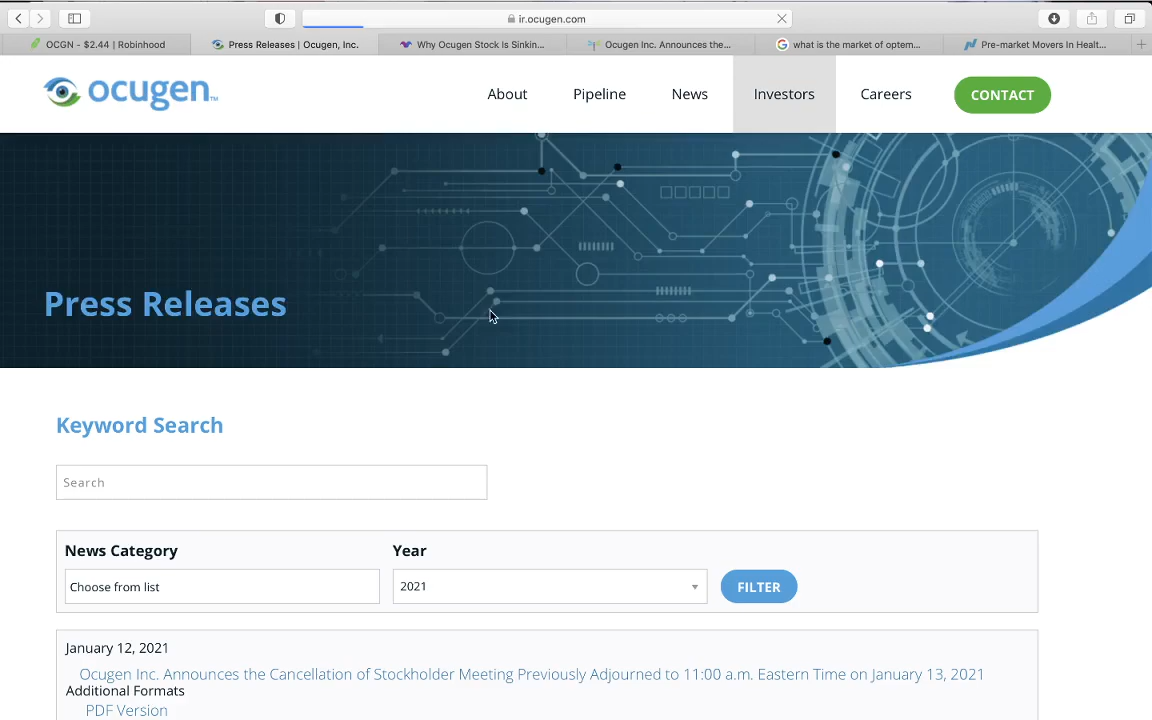 ir.ocugen.com
OCGN - $2.44 | Robinhood
Press Releases | Ocugen, Inc.
Why Ocugen Stock Is Sinkin...
Ocugen Inc. Announces the...
what is the market of optem...
Pre-market Movers In Healt...
ocugen™
About
Pipeline
News
Investors
Careers
CONTACT
Press Releases
Keyword Search
Search
News Category
Year
Choose from list
2021
FILTER
January 12, 2021
Ocugen Inc. Announces the Cancellation of Stockholder Meeting Previously Adjourned to 11:00 a.m. Eastern Time on January 13, 2021
Additional Formats
PDF Version